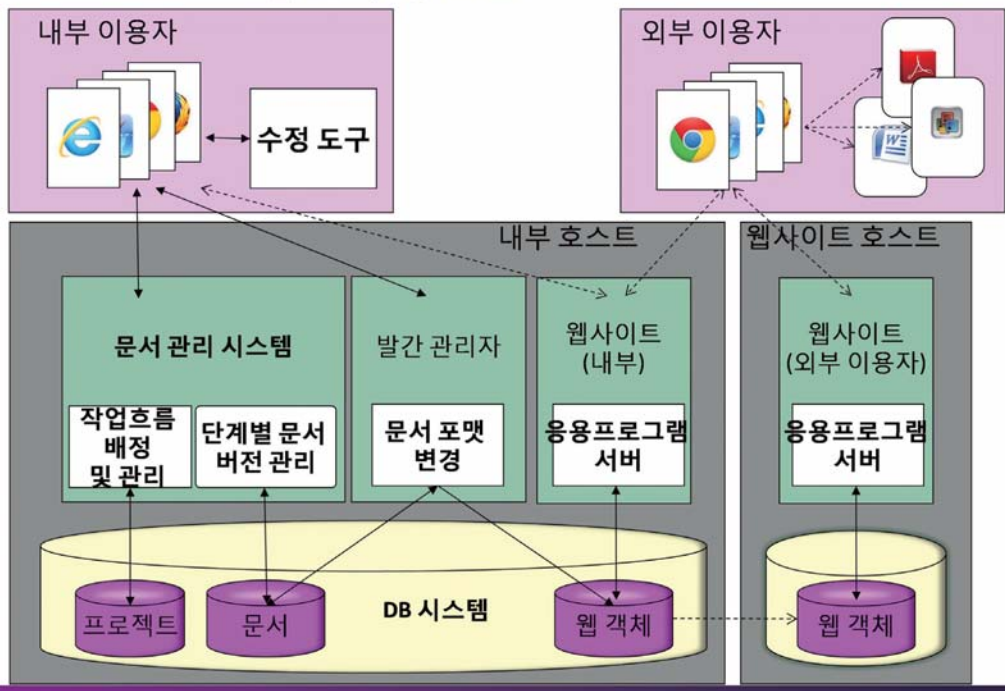 내부 이용자
외부 이용자
수정 도구
내부 호스트
웹사이트 호스트
문서 관리 시스템
발간 관리자
웹사이트
(내부)
웹사이트
(외부 이용자)
작업흐름
배정
및 관리
단계별 문서
버전 관리
문서 포맷
변경
응용프로그램
서버
응용프로그램
서버
프로젝트
문서
DB 시스템
웹 객체
웹 객체